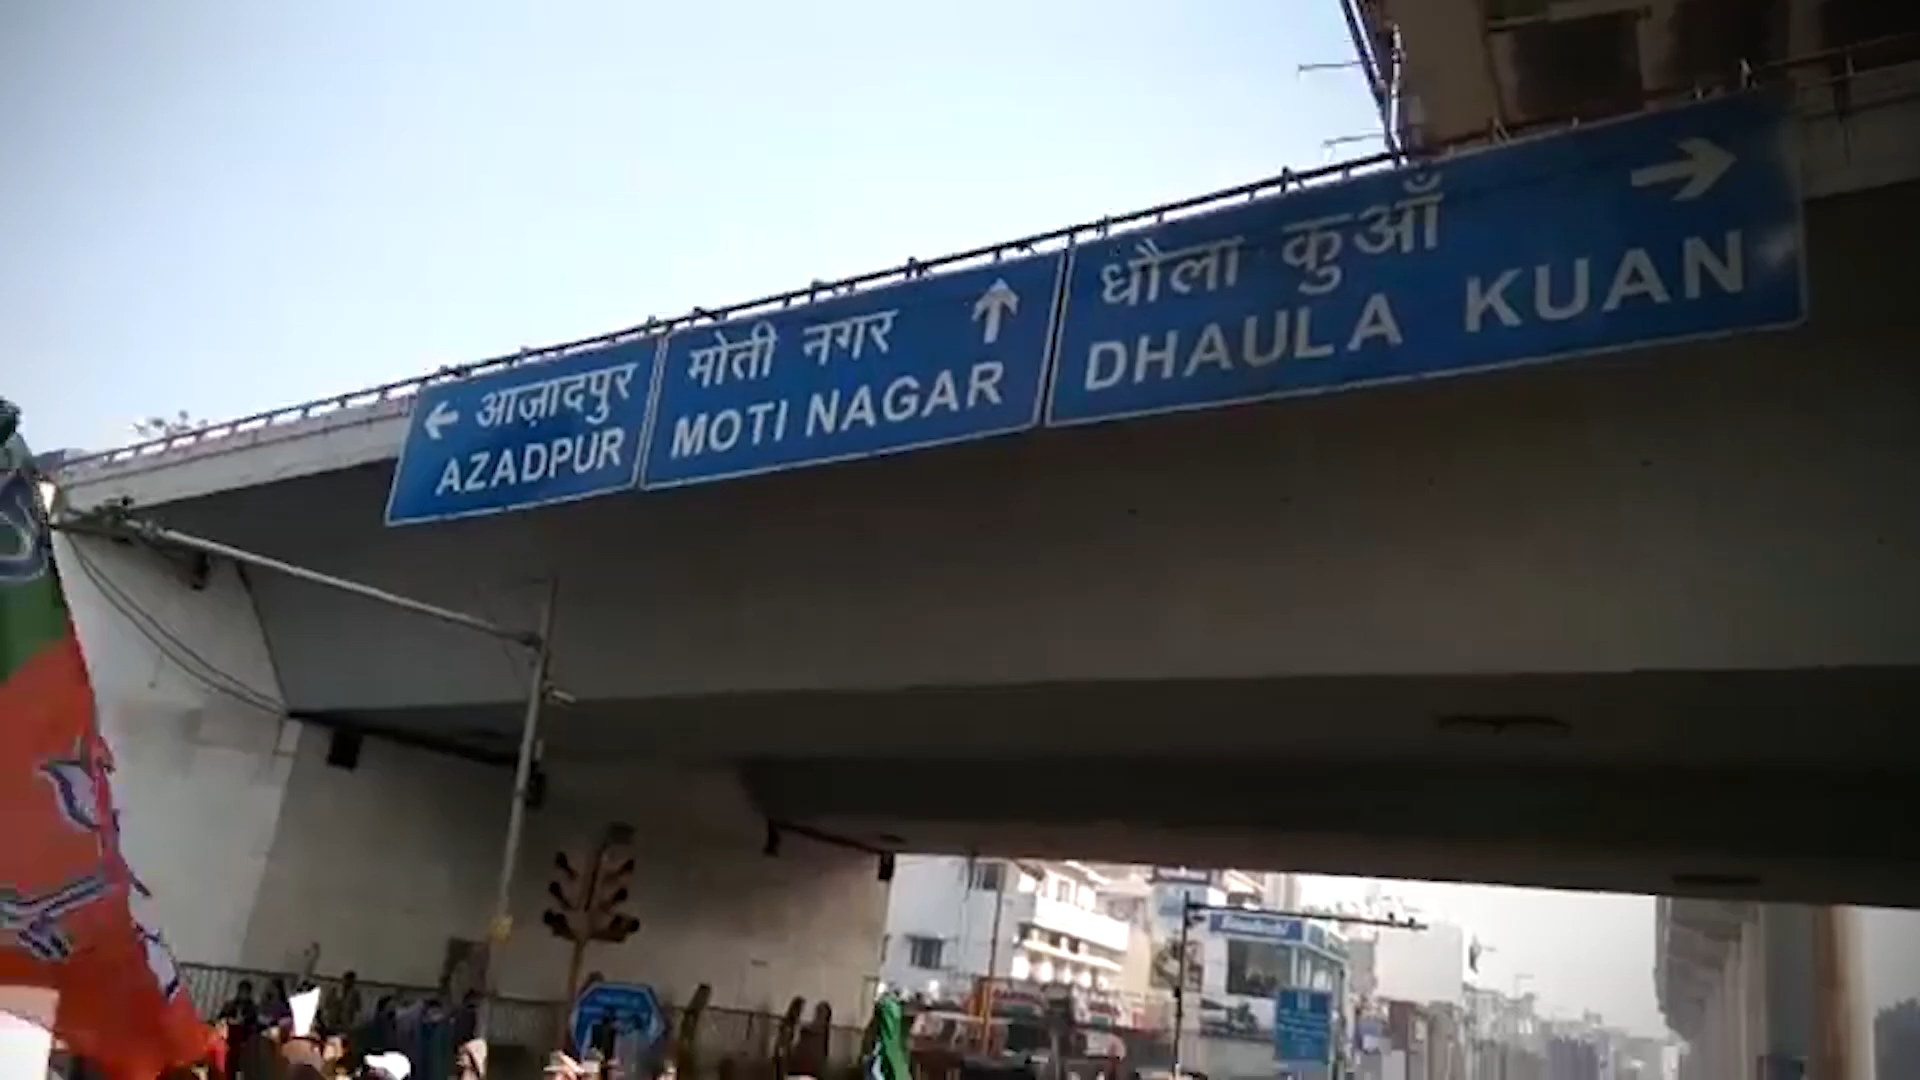 आज़ादपुर
AZADPUR
मोती नगर
MOTI NAGAR
धौला कुआँ
DHAULA KUAN